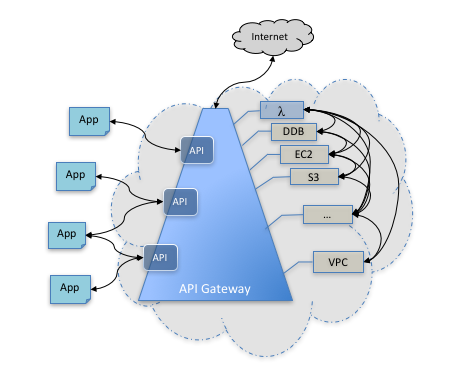 Internet
App
App
App
App
API
API
API
API Gateway
λ
DDB
EC2
S3
...
VPC